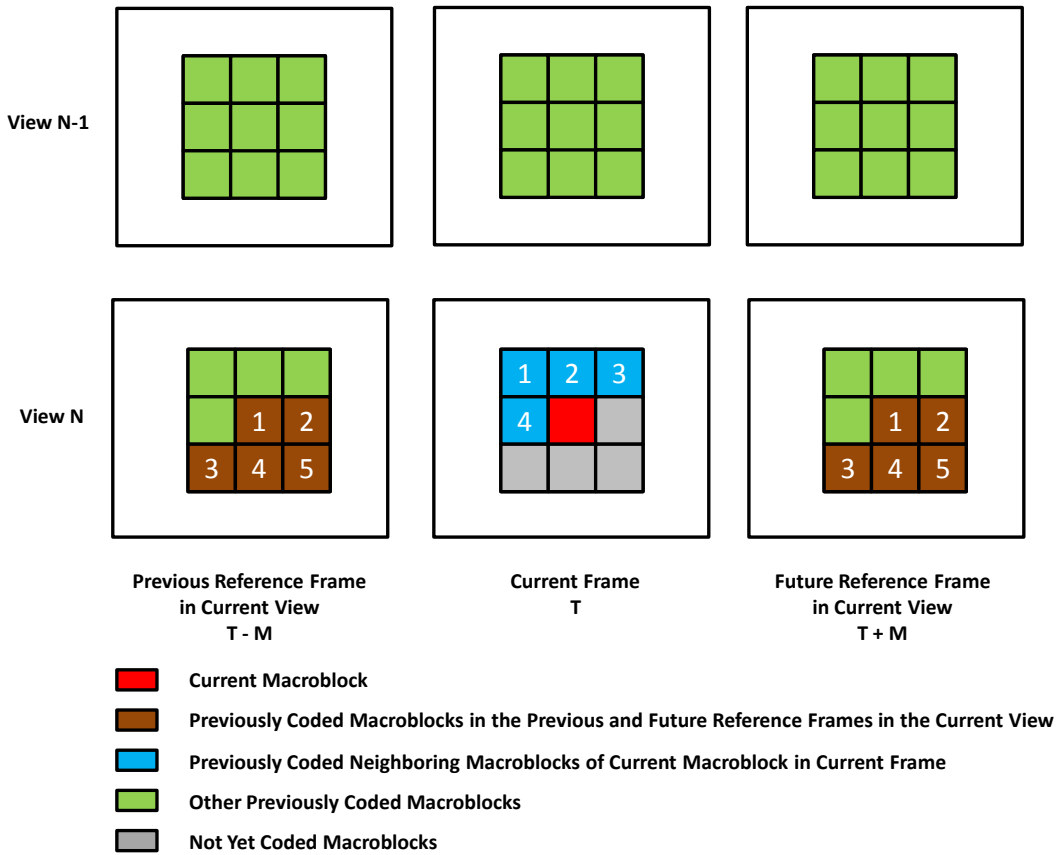 View N-1
View N
1 2
3 4 5
1 2 3
4
1 2
3 4 5
Previous Reference Frame
in Current View
T - M
Current Frame
T
Future Reference Frame
in Current View
T + M
Current Macroblock
Previously Coded Macroblocks in the Previous and Future Reference Frames in the Current View
Previously Coded Neighboring Macroblocks of Current Macroblock in Current Frame
Other Previously Coded Macroblocks
Not Yet Coded Macroblocks